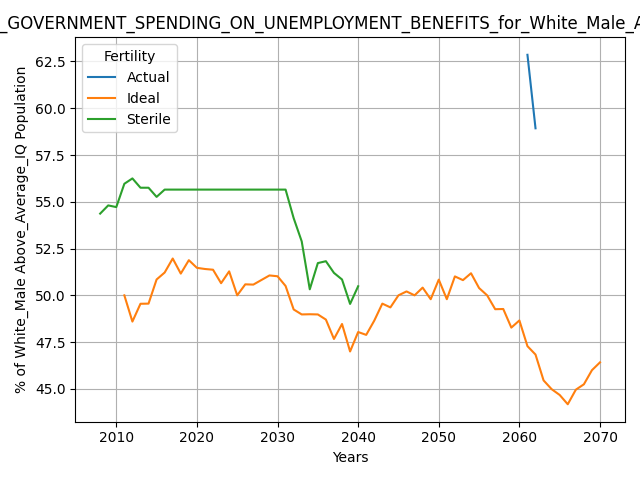 _GOVERNMENT_SPENDING_ON_UNEMPLOYMENT_BENEFITS_for_White_Male_A
Fertility
Actual
Ideal
Sterile
% of White_Male Above_Average_IQ Population
62.5
60.0
57.5
55.0
52.5
50.0
47.5
45.0
2010 2020 2030 2040 2050 2060 2070
Years